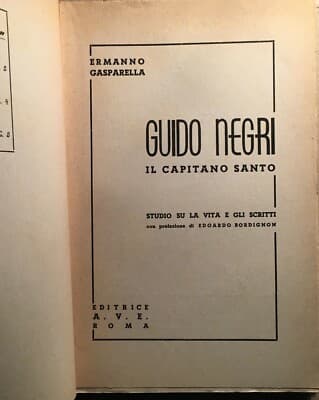 ERMANNO
GASPARELLA
GUIDO NEGRI
IL CAPITANO SANTO
STUDIO SU LA VITA E GLI SCRITTI
con prefazione di EDOARDO BORDIGNON
EDITRICE
A. V. E.
ROMA